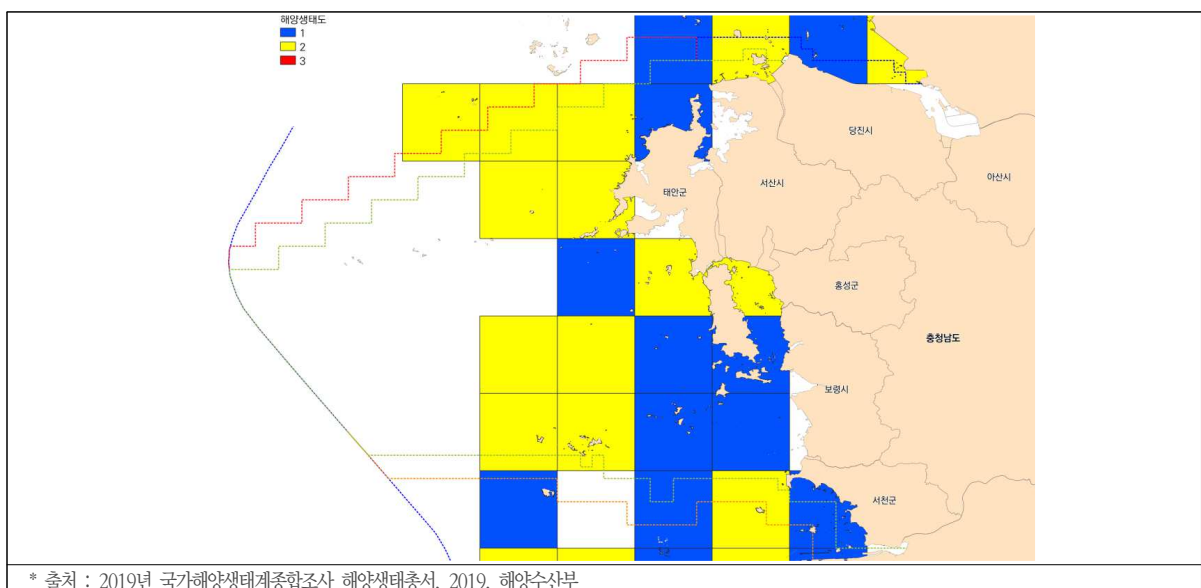 해양생태도
1
2
3
당진시
아산시
서산시
태안군
홍성군
충청남도
보령시
서천군
* 출처 : 2019년 국가해양생태계종합조사 해양생태총서, 2019, 해양수산부